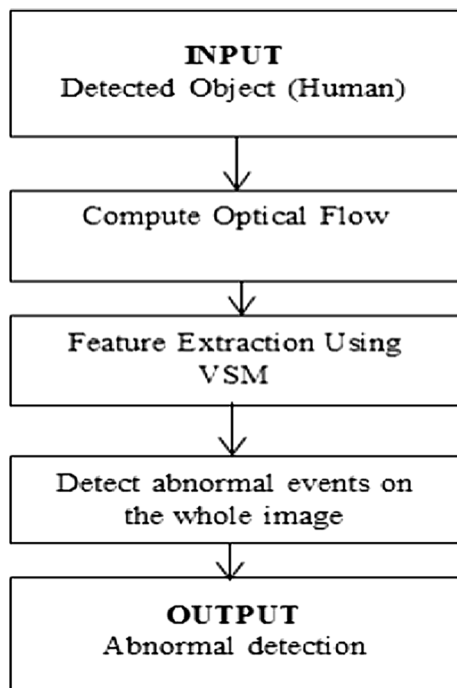 INPUT
Detected Object (Human)
Compute Optical Flow
Feature Extraction Using
VSM
Detect abnormal events on
the whole image
OUTPUT
Abnormal detection